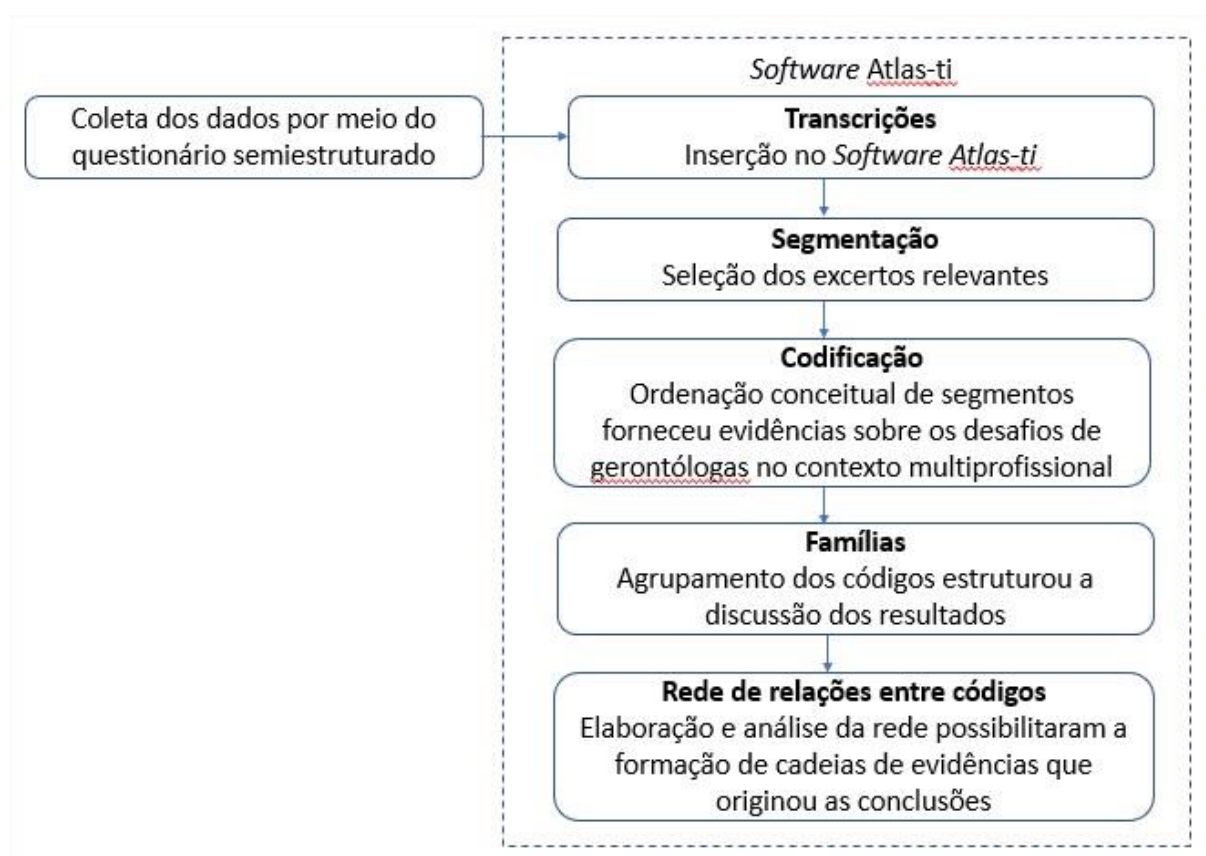 Software Atlas-ti
Coleta dos dados por meio do
questionário semiestruturado
Transcrições
Inserção no Software Atlas-ti
Segmentação
Seleção dos excertos relevantes
Codificação
Ordenação conceitual de segmentos
forneceu evidências sobre os desafios de
gerontólogas no contexto multiprofissional
Famílias
Agrupamento dos códigos estruturou a
discussão dos resultados
Rede de relações entre códigos
Elaboração e análise da rede possibilitaram a
formação de cadeias de evidências que
originou as conclusões